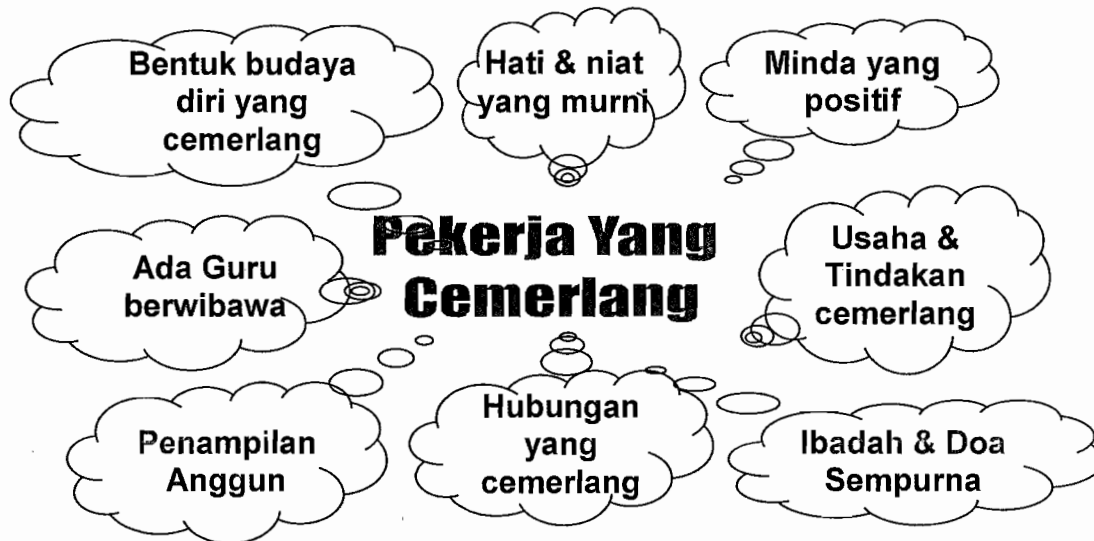 Bentuk budaya
diri yang
cemerlang
Hati & niat
yang murni
Minda yang
positif
Pekerja Yang
Cemerlang
Ada Guru
berwibawa
Usaha &
Tindakan
cemerlang
Penampilan
Anggun
Hubungan
yang
cemerlang
Ibadah & Doa
Sempurna